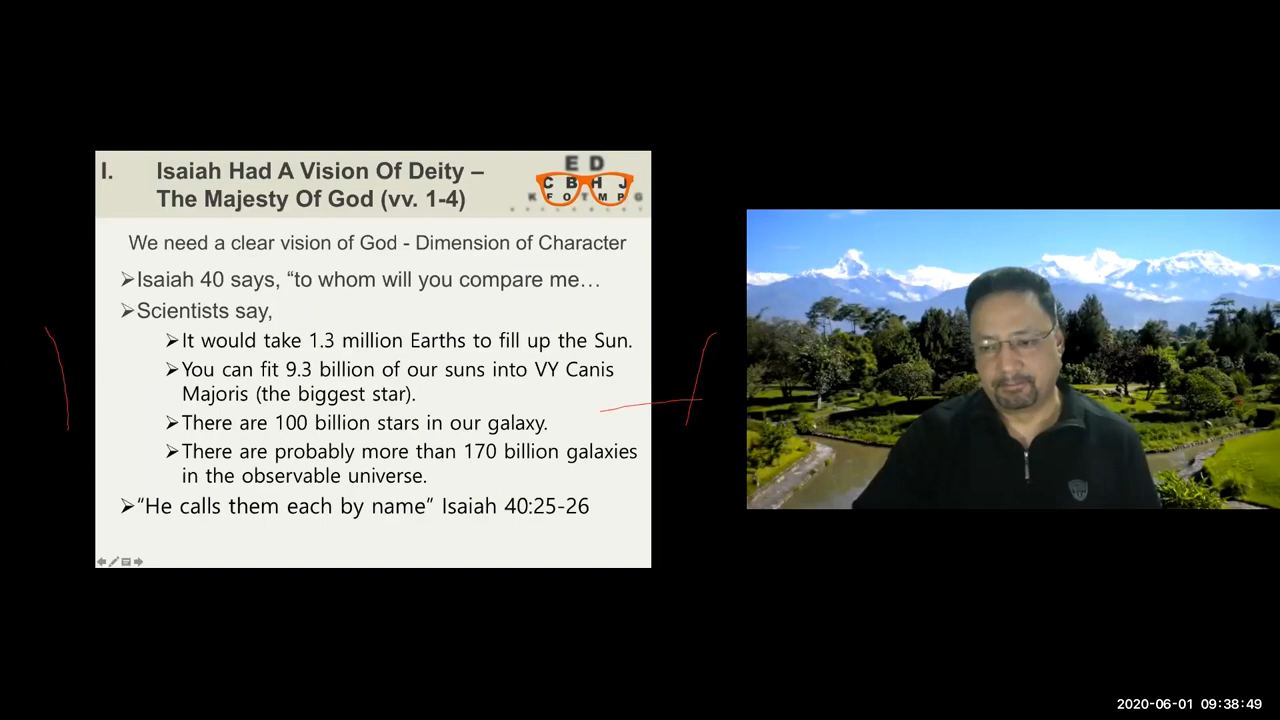 I. Isaiah Had A Vision Of Deity –
The Majesty Of God (vv. 1-4)
E D
C B H J
K F O T M P G
We need a clear vision of God - Dimension of Character
➢Isaiah 40 says, “to whom will you compare me…
➢Scientists say,
➢It would take 1.3 million Earths to fill up the Sun.
➢You can fit 9.3 billion of our suns into VY Canis
Majoris (the biggest star).
➢There are 100 billion stars in our galaxy.
➢There are probably more than 170 billion galaxies
in the observable universe.
➢“He calls them each by name” Isaiah 40:25-26
2020-06-01 09:38:49